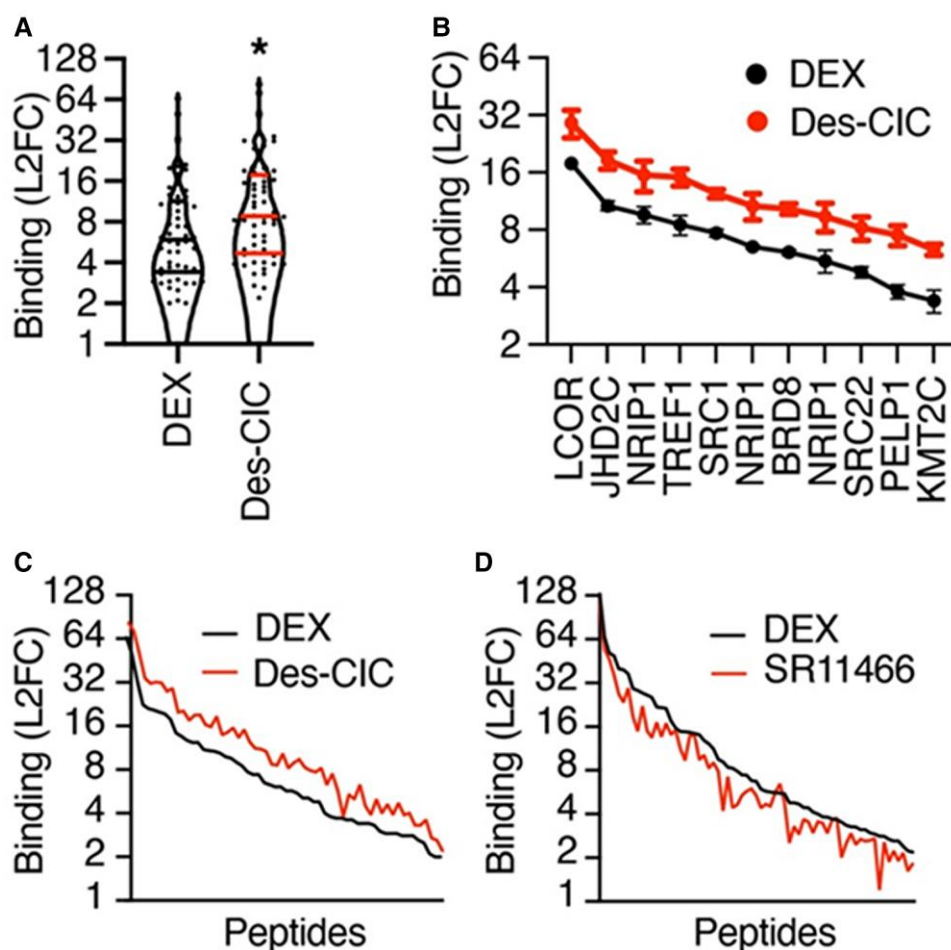 A
Binding (L2FC)
128
64
32
16
8
4
2
1
*
DEX
Des-CIC
B
Binding (L2FC)
64
32
16
8
4
2
DEX
Des-CIC
LCOR
JHD2C
NRIP1
TREF1
SRC1
NRIP1
BRD8
NRIP1
SRC22
PELP1
KMT2C
C
Binding (L2FC)
128
64
32
16
8
4
2
1
DEX
Des-CIC
Peptides
D
Binding (L2FC)
128
64
32
16
8
4
2
1
DEX
SR11466
Peptides